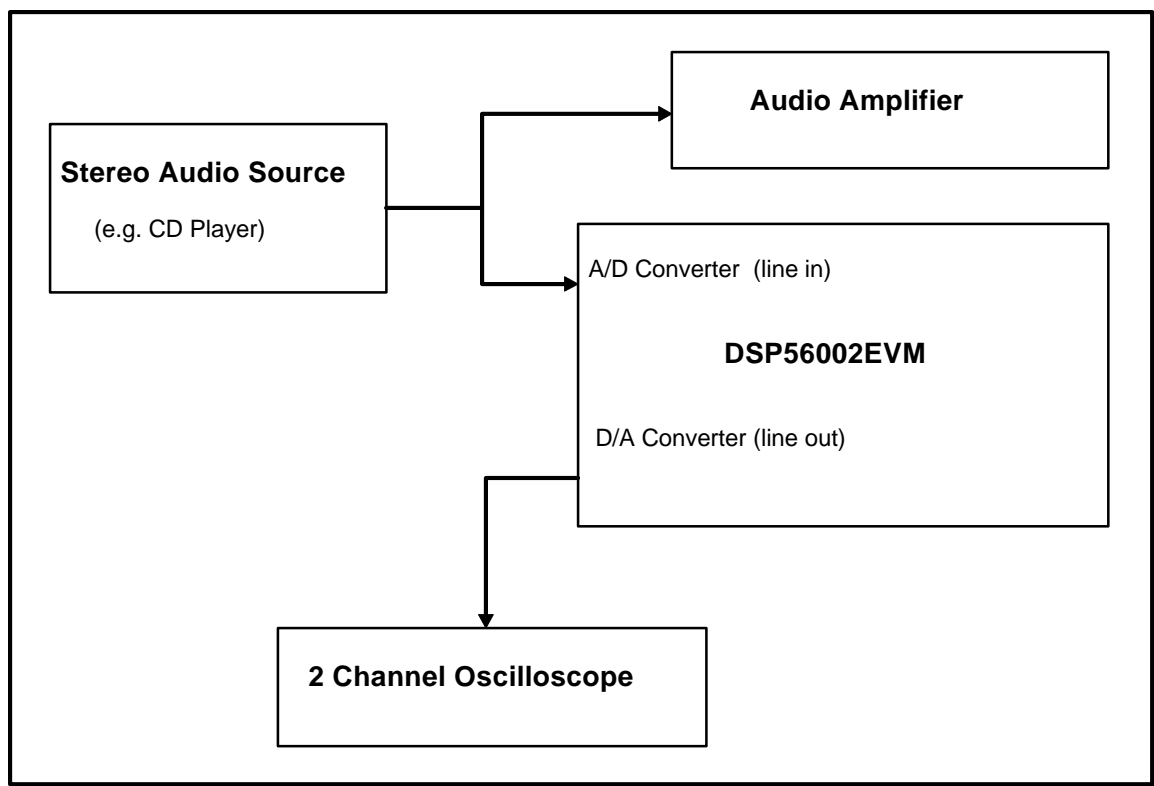 Audio Amplifier
Stereo Audio Source
(e.g. CD Player)
A/D Converter (line in)
DSP56002EVM
D/A Converter (line out)
2 Channel Oscilloscope